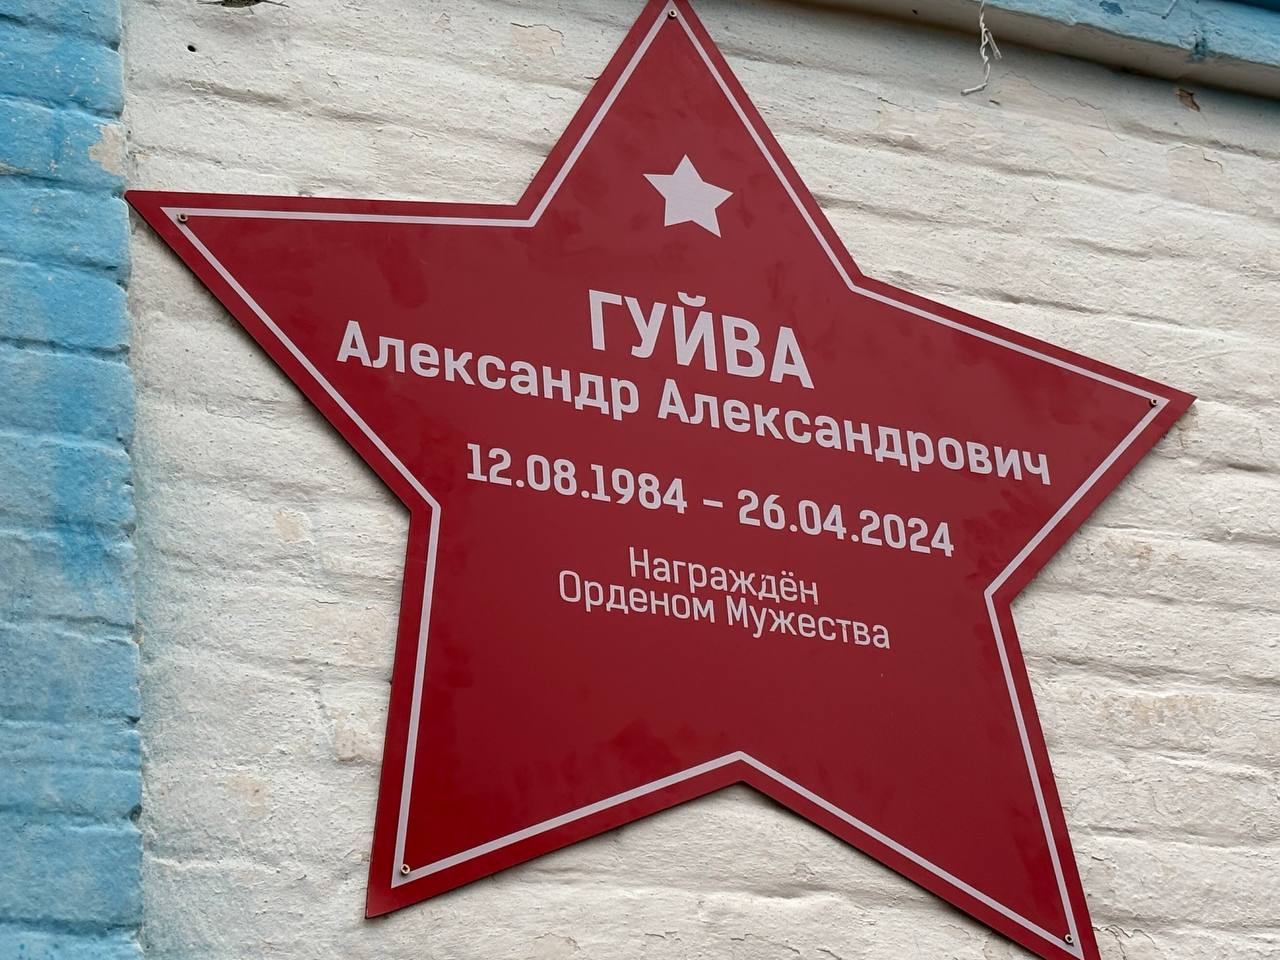 ГУЙВА
Александр Александрович
12.08.1984 – 26.04.2024
Награждён
Орденом Мужества